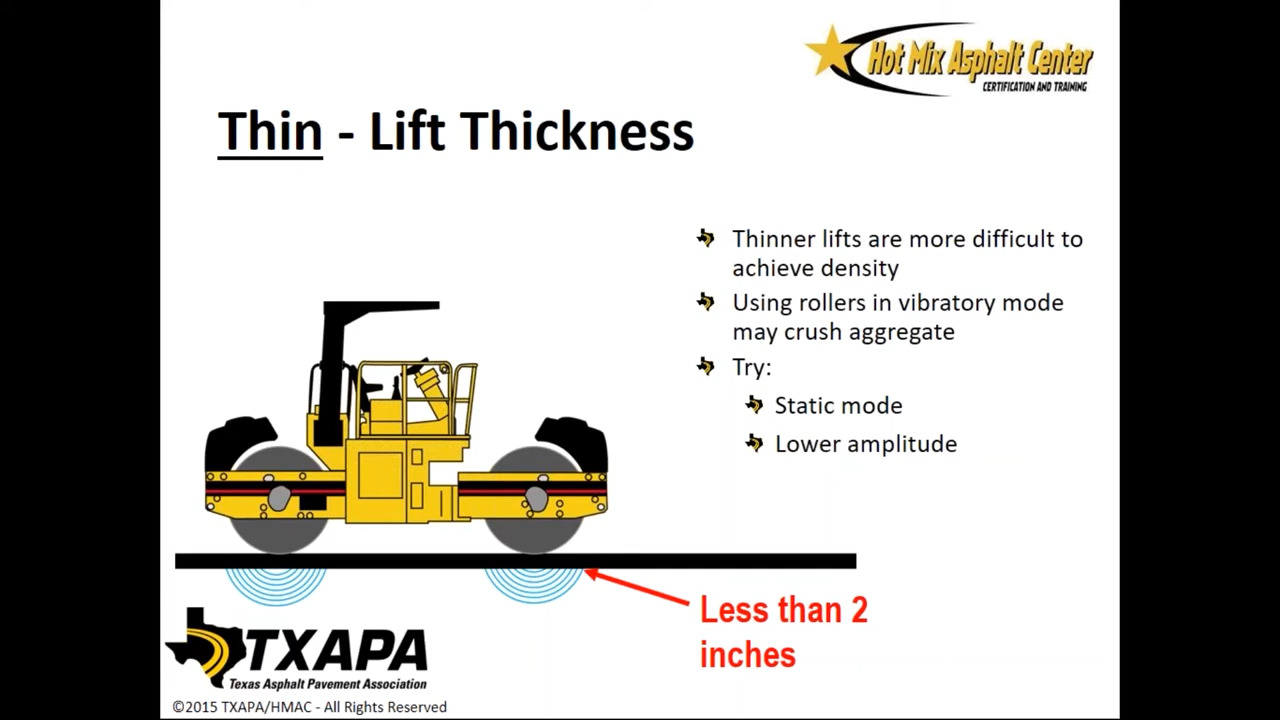 Hot Mix Asphalt Center
CERTIFICATION AND TRAINING
Thin - Lift Thickness
Thinner lifts are more difficult to
achieve density
Using rollers in vibratory mode
may crush aggregate
Try:
Static mode
Lower amplitude
Less than 2
inches
TXAPA
Texas Asphalt Pavement Association
©2015 TXAPA/HMAC - All Rights Reserved